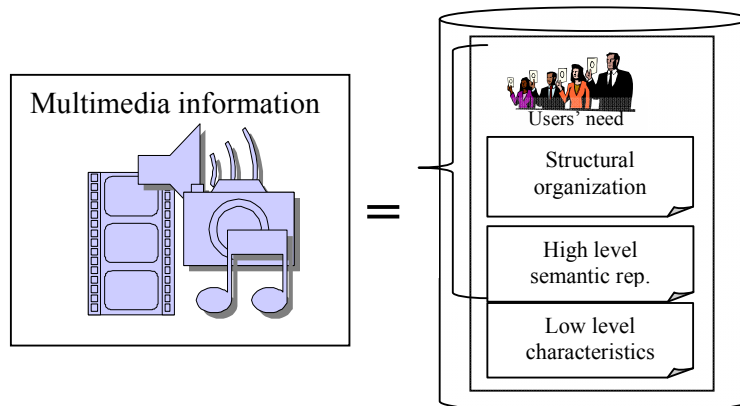 Multimedia information
=
Users' need
Structural
organization
High level
semantic rep.
Low level
characteristics